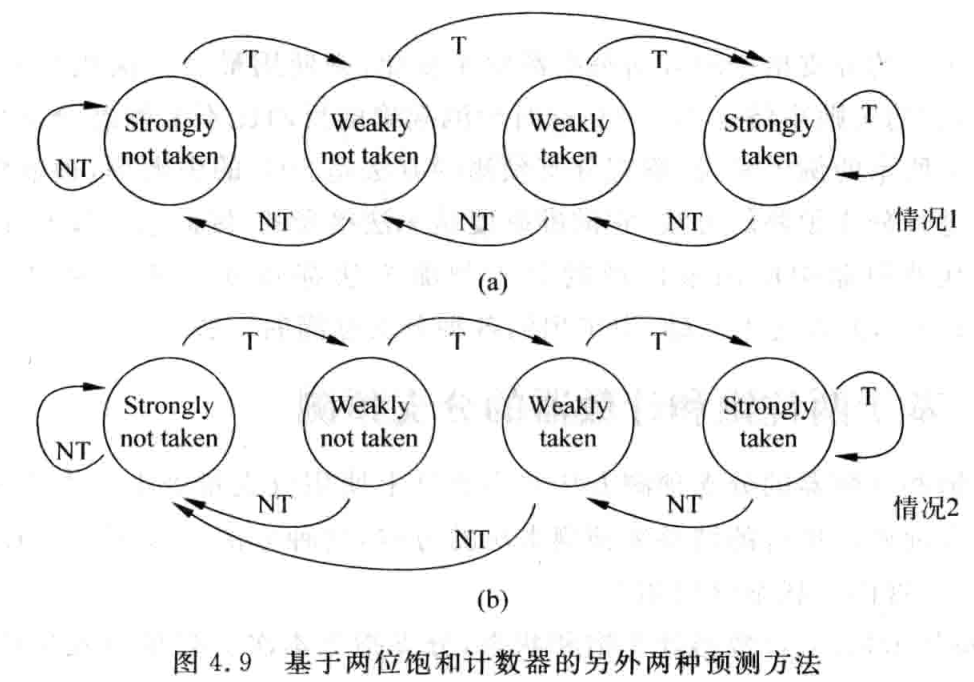 T
T
T
Strongly
not taken
Weakly
not taken
Weakly
taken
Strongly
taken
T
NT
NT
NT
NT
情况1
(a)
T
T
T
Strongly
not taken
Weakly
not taken
Weakly
taken
Strongly
taken
T
NT
NT
NT
NT
情况2
(b)
图 4.9 基于两位饱和计数器的另外两种预测方法